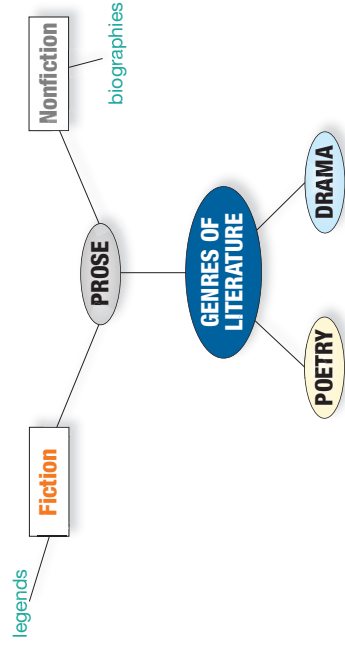 legends
Fiction
Nonfiction
biographies
PROSE
GENRES OF
LITERATURE
POETRY
DRAMA